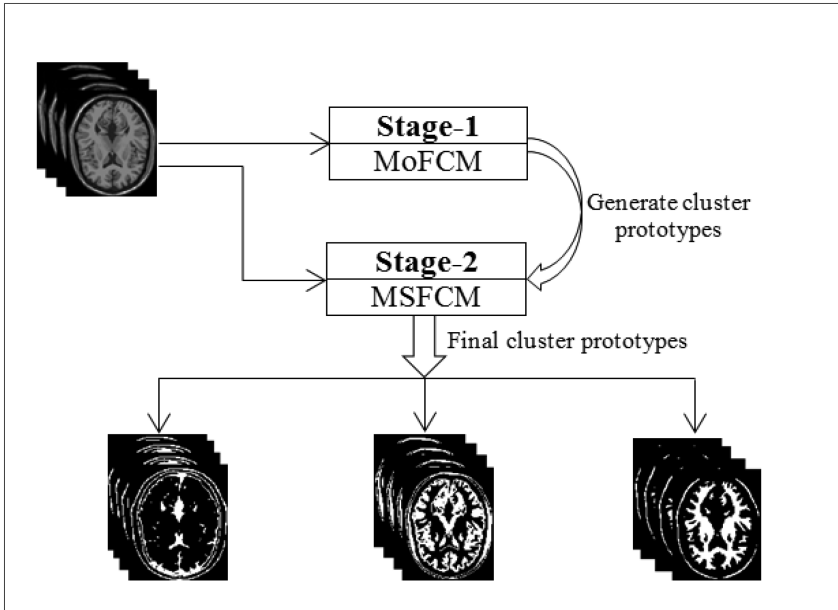 Stage-1
MoFCM
Generate cluster
prototypes
Stage-2
MSFCM
Final cluster prototypes